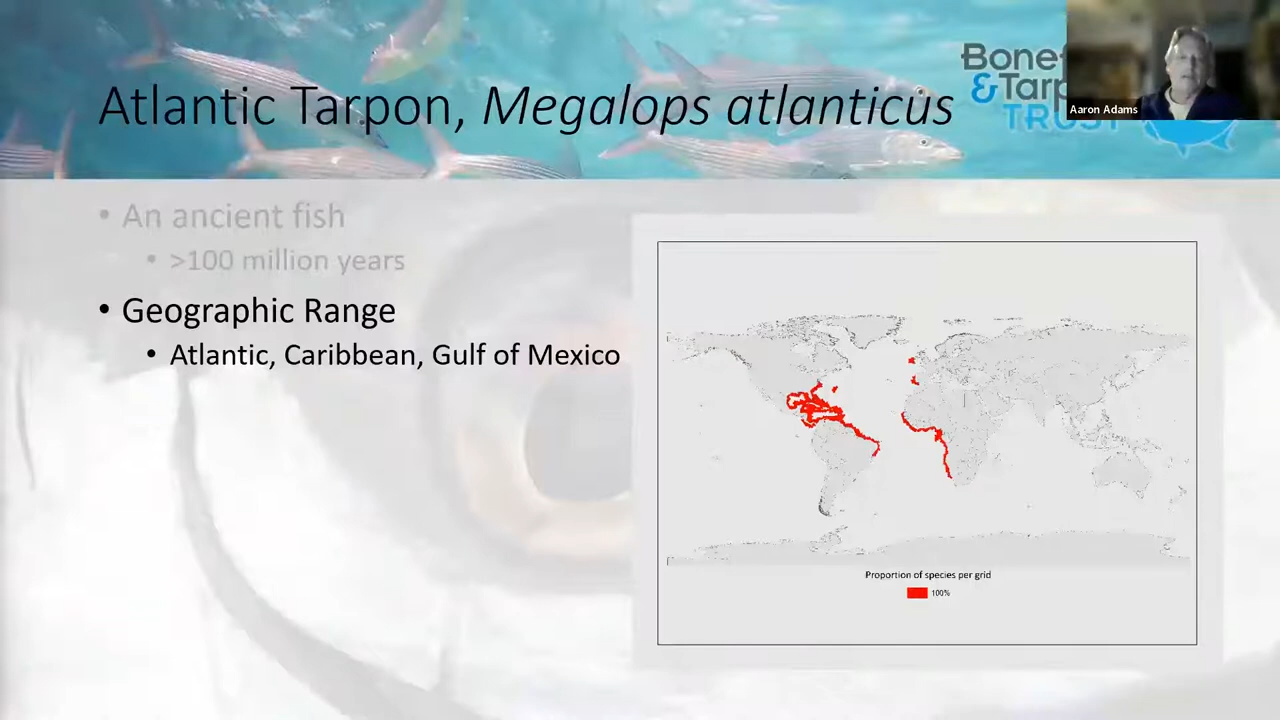 Atlantic Tarpon, Megalops atlanticus
& TRUST
Aaron Adams
• An ancient fish
• >100 million years
• Geographic Range
• Atlantic, Caribbean, Gulf of Mexico
Proportion of species per grid
100%